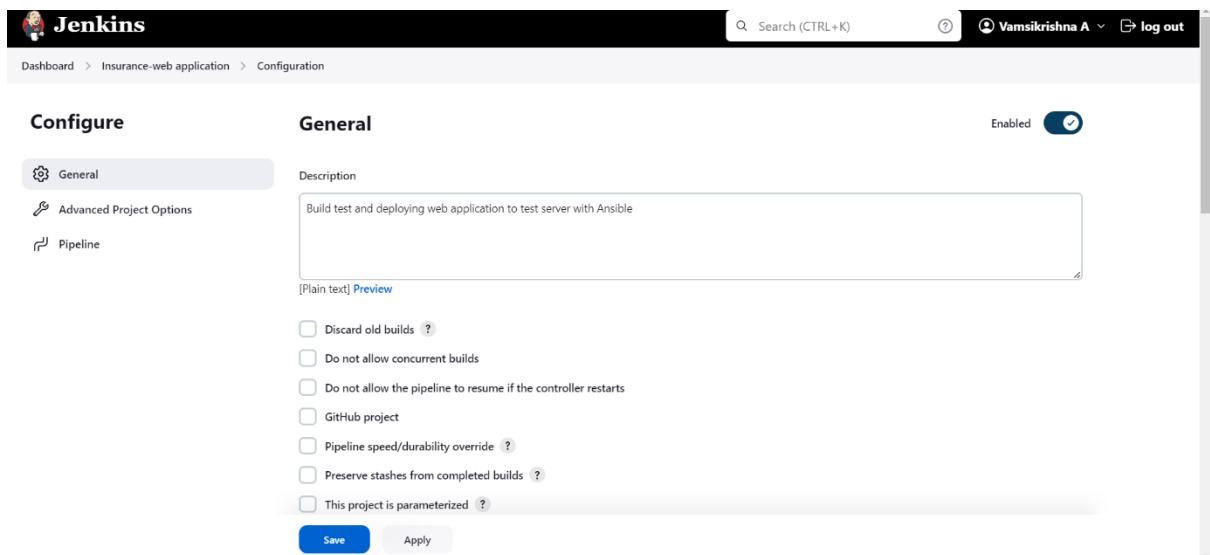 Jenkins
Search (CTRL+K)
?
Vamsikrishna A
log out
Dashboard > Insurance-web application > Configuration
Configure
General
Advanced Project Options
Pipeline
General
Enabled
Description
Build test and deploying web application to test server with Ansible
[Plain text] Preview
Discard old builds ?
Do not allow concurrent builds
Do not allow the pipeline to resume if the controller restarts
GitHub project
Pipeline speed/durability override ?
Preserve stashes from completed builds ?
This project is parameterized ?
Save
Apply